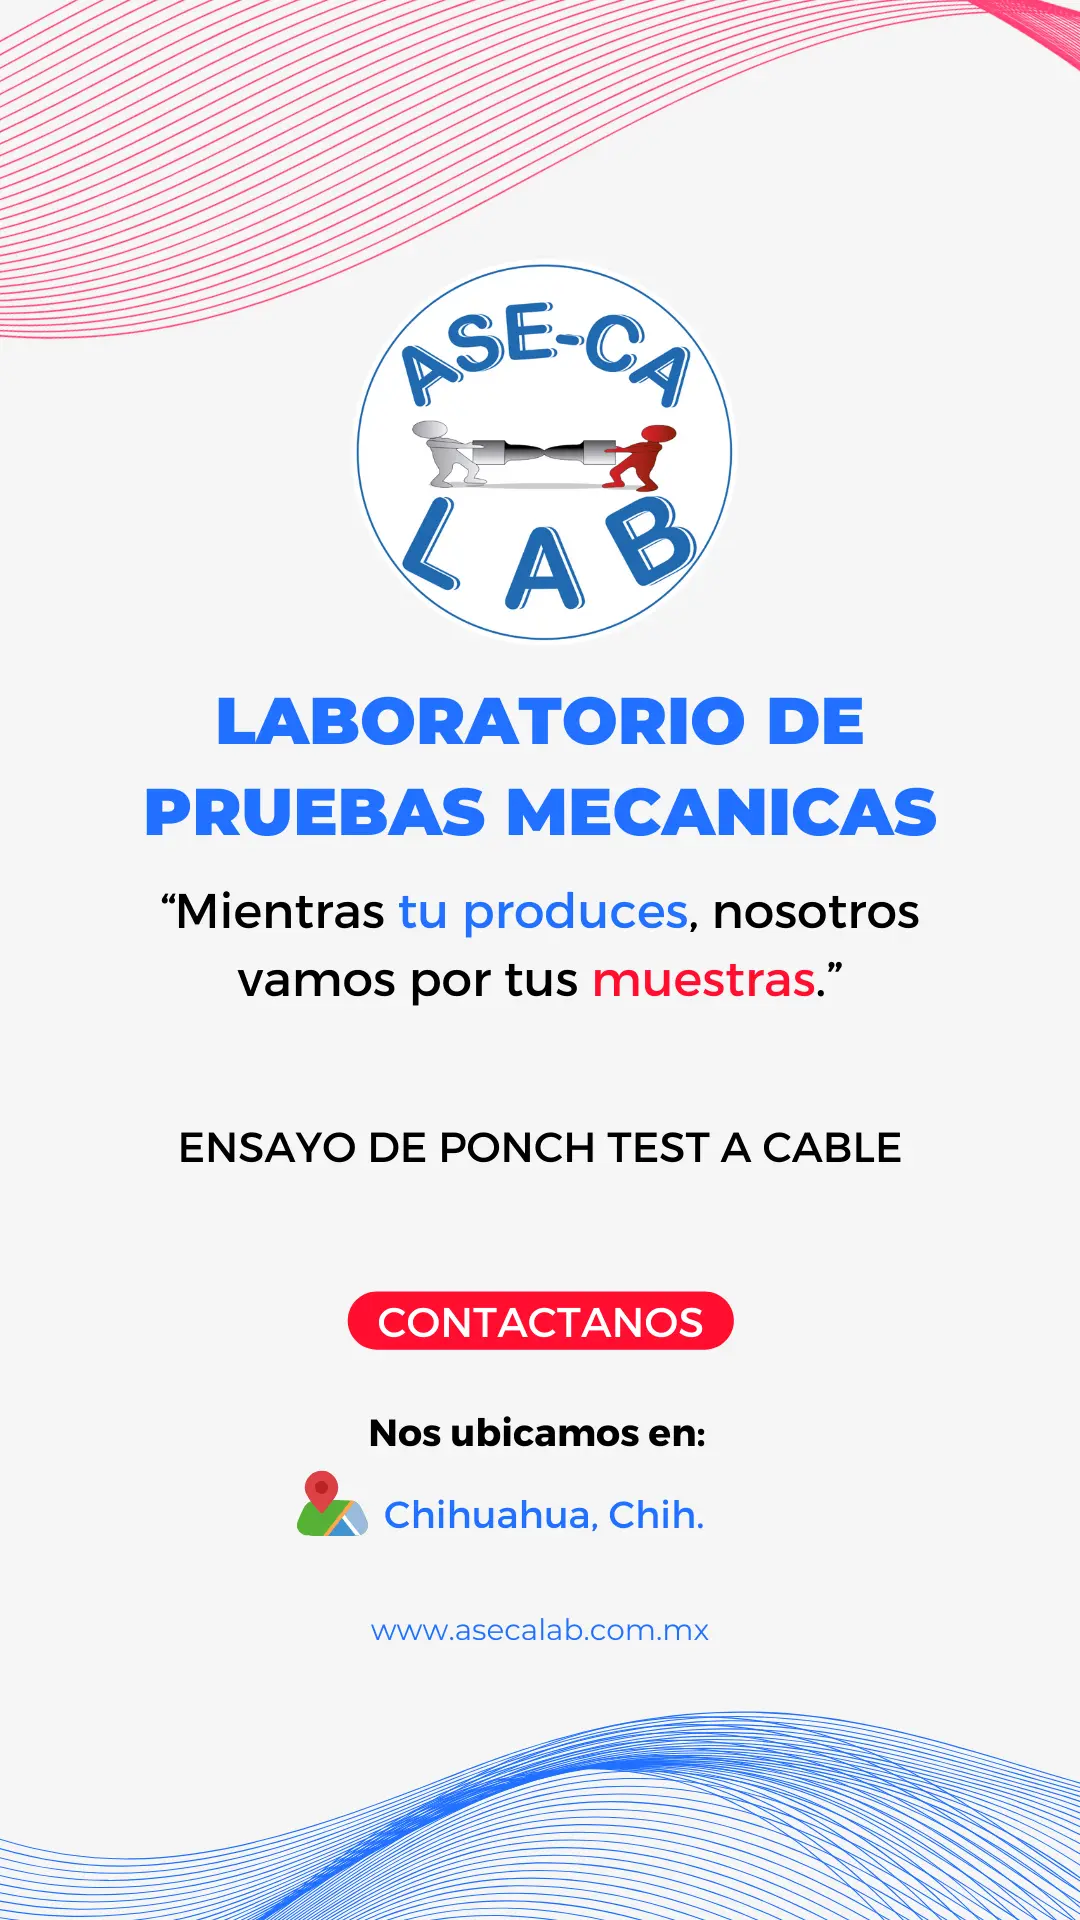 ASE-CA
LAB
LABORATORIO DE
PRUEBAS MECANICAS
“Mientras tu produces, nosotros
vamos por tus muestras.”
ENSAYO DE PONCH TEST A CABLE
CONTACTANOS
Nos ubicamos en:
Chihuahua, Chih.
www.asecalab.com.mx